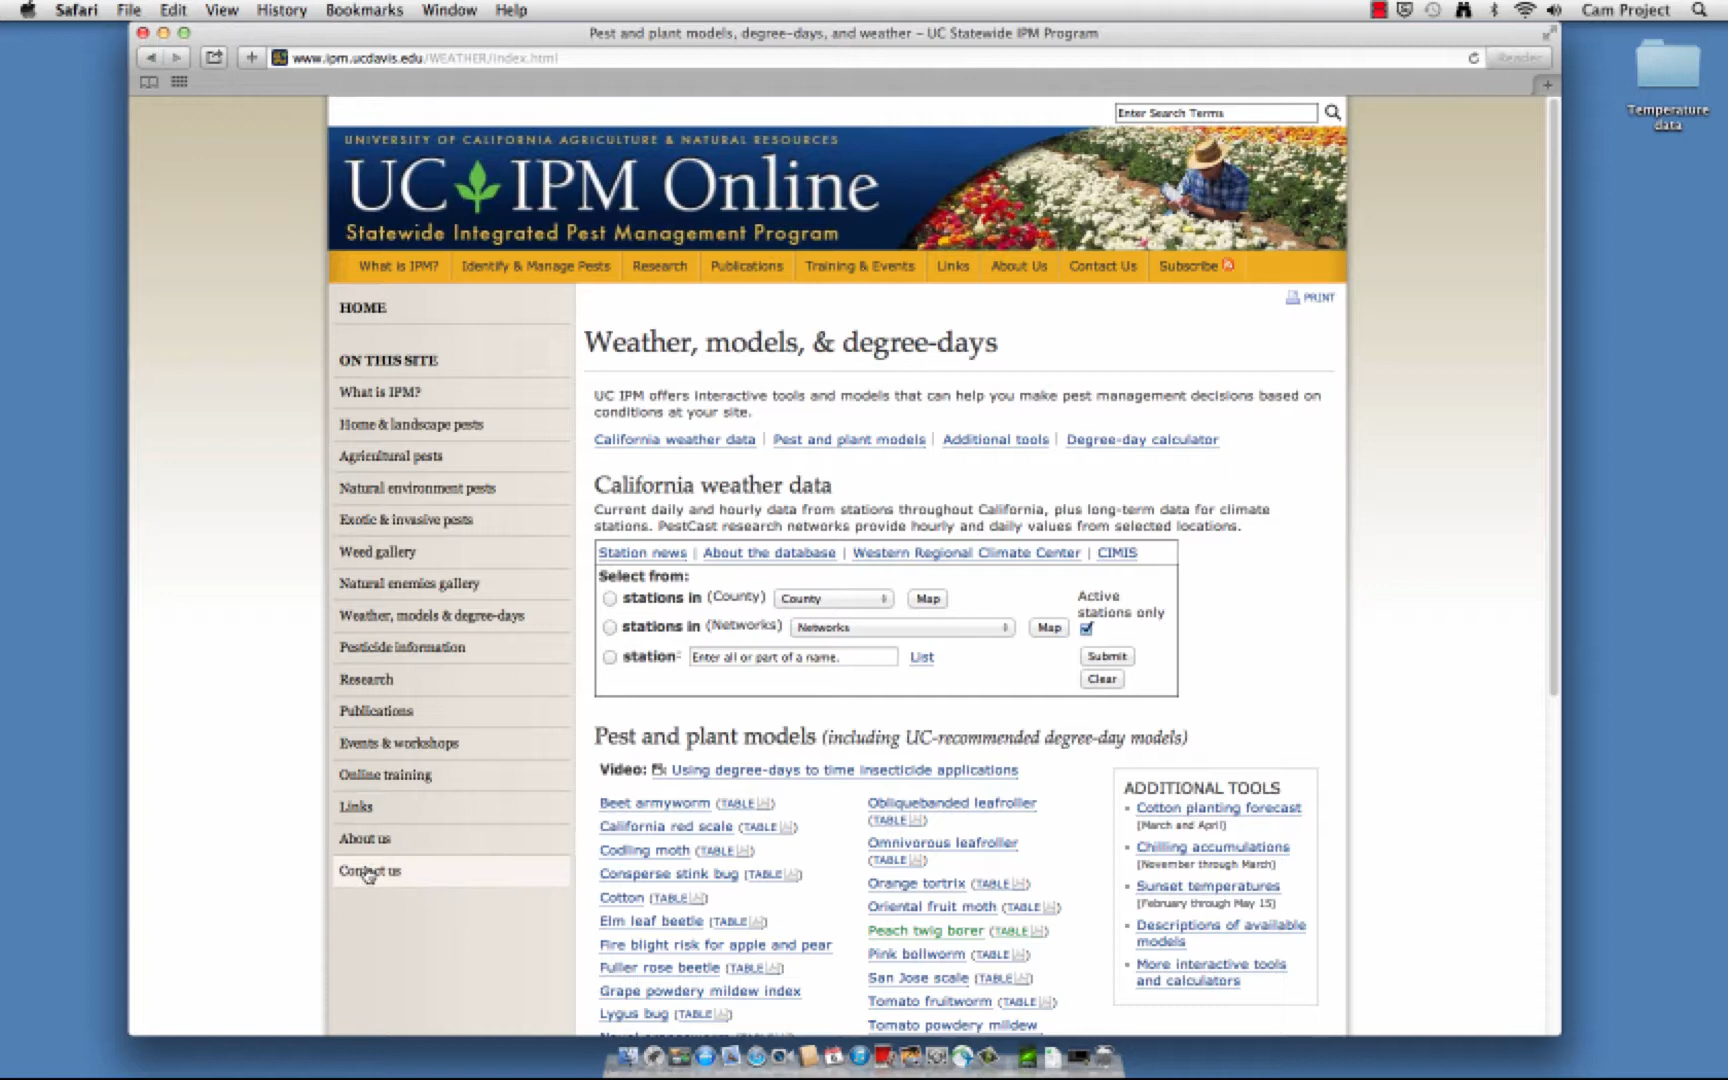 Safari File Edit View History Bookmarks Window Help Cam Project
Pest and plant models, degree-days, and weather – UC Statewide IPM Program
www.ipm.ucdavis.edu/WEATHER/index.html
Reader
Temperature
data
Enter Search Terms
UNIVERSITY OF CALIFORNIA AGRICULTURE & NATURAL RESOURCES
UC IPM Online
Statewide Integrated Pest Management Program
What is IPM? Identify & Manage Pests Research Publications Training & Events Links About Us Contact Us Subscribe
PRINT
HOME
ON THIS SITE
What is IPM?
Home & landscape pests
Agricultural pests
Natural environment pests
Exotic & invasive pests
Weed gallery
Natural enemies gallery
Weather, models & degree-days
Pesticide information
Research
Publications
Events & workshops
Online training
Links
About us
Contact us
Weather, models, & degree-days
UC IPM offers interactive tools and models that can help you make pest management decisions based on
conditions at your site.
California weather data | Pest and plant models | Additional tools | Degree-day calculator
California weather data
Current daily and hourly data from stations throughout California, plus long-term data for climate
stations. PestCast research networks provide hourly and daily values from selected locations.
Station news | About the database | Western Regional Climate Center | CIMIS
Select from:
stations in (County) County Map
stations in (Networks) Networks Map
station: Enter all or part of a name. List
Active
stations only
Submit
Clear
Pest and plant models (including UC-recommended degree-day models)
Video: Using degree-days to time insecticide applications
Beet armyworm (TABLE)
California red scale (TABLE)
Codling moth (TABLE)
Consperse stink bug (TABLE)
Cotton (TABLE)
Elm leaf beetle (TABLE)
Fire blight risk for apple and pear
Fuller rose beetle (TABLE)
Grape powdery mildew index
Lygus bug (TABLE)
Obliquebanded leafroller
(TABLE)
Omnivorous leafroller
(TABLE)
Orange tortrix (TABLE)
Oriental fruit moth (TABLE)
Peach twig borer (TABLE)
Pink bollworm (TABLE)
San Jose scale (TABLE)
Tomato fruitworm (TABLE)
Tomato powdery mildew
ADDITIONAL TOOLS
Cotton planting forecast
(March and April)
Chilling accumulations
(November through March)
Sunset temperatures
(February through May 15)
Descriptions of available
models
More interactive tools
and calculators